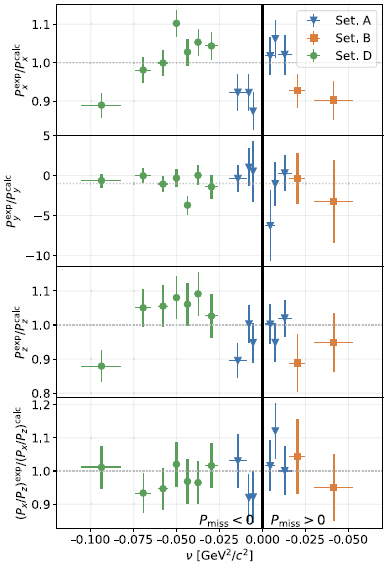 Set. A
Set. B
Set. D
P_x^exp/P_x^calc
1.1
1.0
0.9
P_y^exp/P_y^calc
5
0
−5
−10
P_z^exp/P_z^calc
1.1
1.0
0.9
0.8
(P_x/P_z)^exp/(P_x/P_z)^calc
1.2
1.1
1.0
0.9
P_miss<0 P_miss>0
−0.100 −0.075 −0.050 −0.025 −0.000 −0.025 −0.050
ν [GeV²/c²]